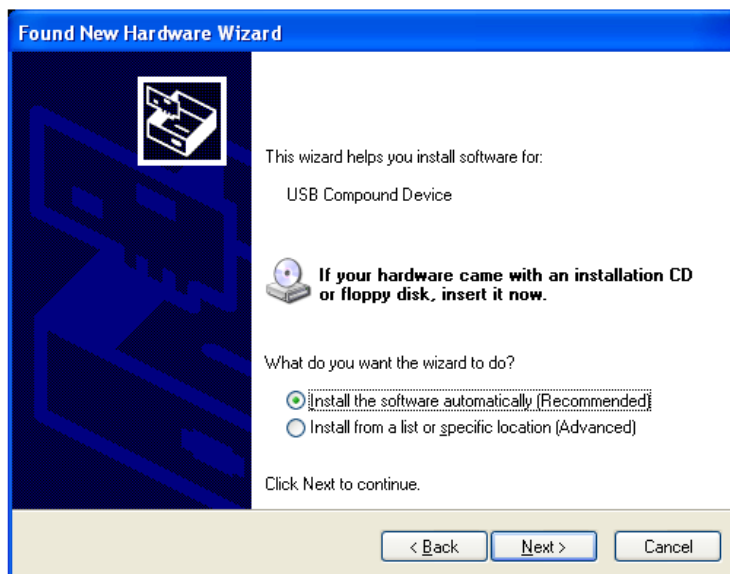 Found New Hardware Wizard
This wizard helps you install software for:
USB Compound Device
If your hardware came with an installation CD
or floppy disk, insert it now.
What do you want the wizard to do?
Install the software automatically (Recommended)
Install from a list or specific location (Advanced)
Click Next to continue.
< Back
Next >
Cancel